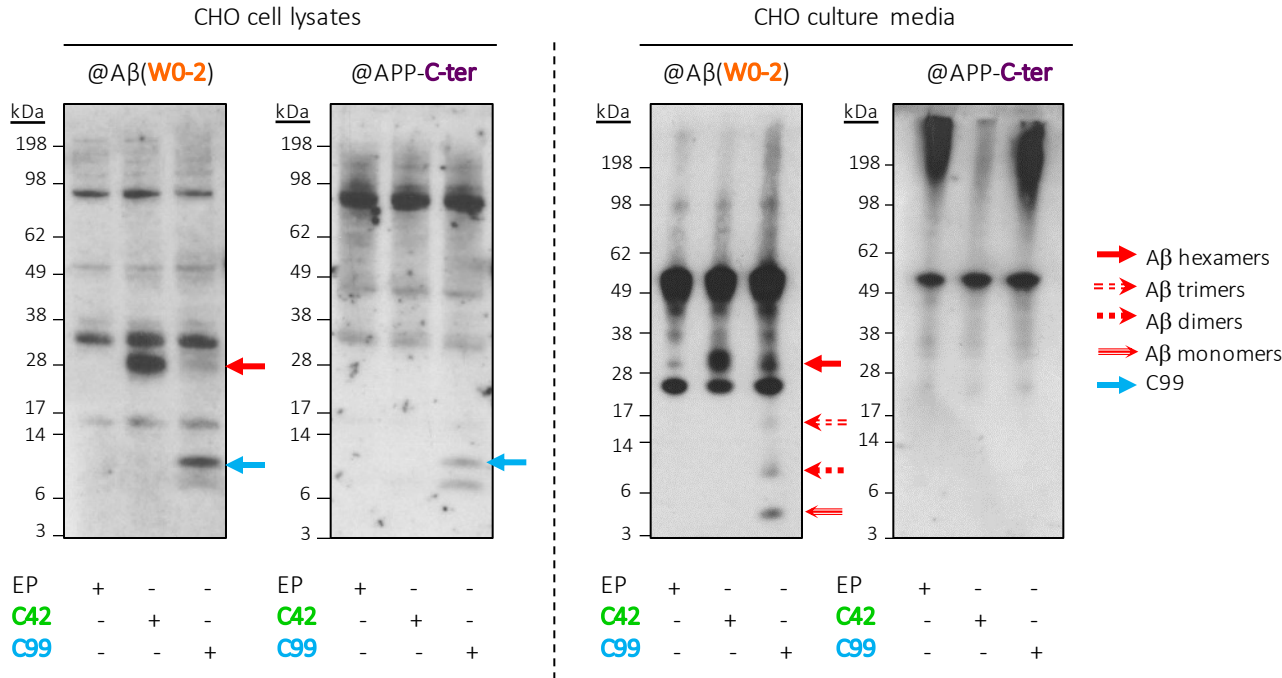 CHO cell lysates
CHO culture media
@Aβ(W0-2)
@APP-C-ter
@Aβ(W0-2)
@APP-C-ter
kDa
198
98
62
49
38
28
17
14
6
3
kDa
198
98
62
49
38
28
17
14
6
3
kDa
198
98
62
49
38
28
17
14
6
3
kDa
198
98
62
49
38
28
17
14
6
3
Aβ hexamers
Aβ trimers
Aβ dimers
Aβ monomers
C99
EP + - -
C42 - + -
C99 - - +
EP + - -
C42 - + -
C99 - - +
EP + - -
C42 - + -
C99 - - +
EP + - -
C42 - + -
C99 - - +